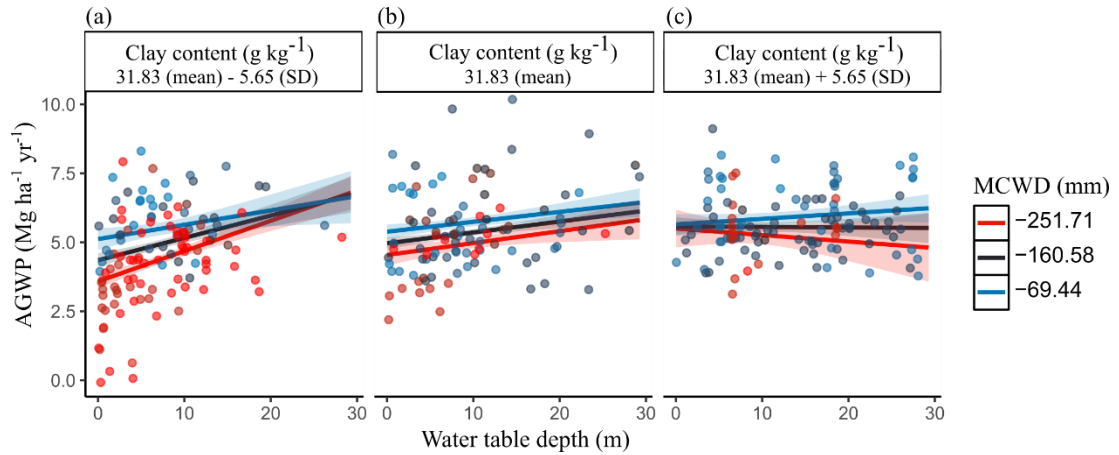 (a)
Clay content (g kg⁻¹)
31.83 (mean) - 5.65 (SD)
(b)
Clay content (g kg⁻¹)
31.83 (mean)
(c)
Clay content (g kg⁻¹)
31.83 (mean) + 5.65 (SD)
AGWP (Mg ha⁻¹ yr⁻¹)
10.0
7.5
5.0
2.5
0.0
0 10 20 30
0 10 20 30
0 10 20 30
Water table depth (m)
MCWD (mm)
−251.71
−160.58
−69.44